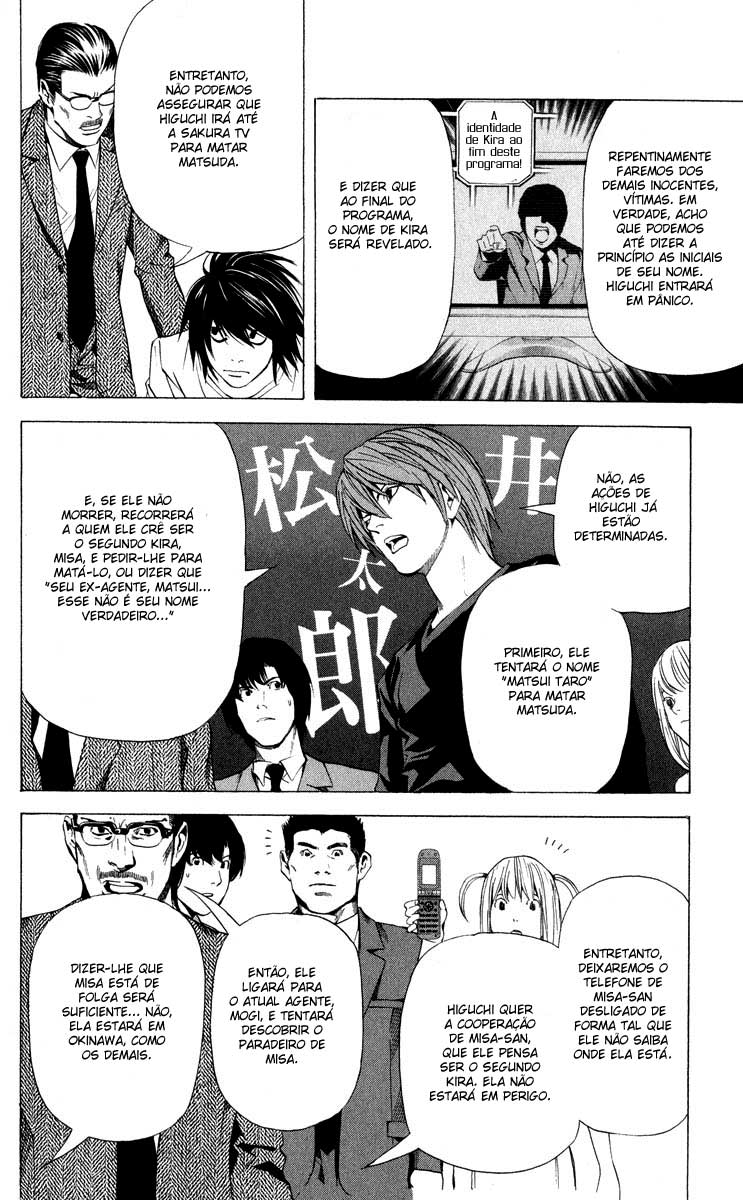 REPENTINAMENTE
FAREMOS DOS
DEMAIS INOCENTES,
VÍTIMAS. EM
VERDADE, ACHO
QUE PODEMOS
ATÉ DIZER A
PRINCÍPIO AS INICIAIS
DE SEU NOME.
HIGUCHI ENTRARÁ
EM PÂNICO.
A
identidade
de Kira ao
fim deste
programa!
E DIZER QUE
AO FINAL DO
PROGRAMA,
O NOME DE KIRA
SERÁ REVELADO.
ENTRETANTO,
NÃO PODEMOS
ASSEGURAR QUE
HIGUCHI IRÁ ATÉ
A SAKURA TV
PARA MATAR
MATSUDA.
NÃO, AS
AÇÕES DE
HIGUCHI JÁ
ESTÃO
DETERMINADAS.
PRIMEIRO, ELE
TENTARÁ O NOME
"MATSUI TARO"
PARA MATAR
MATSUDA.
松
井
太
郎
E, SE ELE NÃO
MORRER, RECORRERÁ
A QUEM ELE CRÊ SER
O SEGUNDO KIRA,
MISA, E PEDIR-LHE PARA
MATÁ-LO, OU DIZER QUE
"SEU EX-AGENTE, MATSUI...
ESSE NÃO É SEU NOME
VERDADEIRO..."
ENTRETANTO,
DEIXAREMOS O
TELEFONE DE
MISA-SAN
DESLIGADO DE
FORMA TAL QUE
ELE NÃO SAIBA
ONDE ELA ESTÁ.
HIGUCHI QUER
A COOPERAÇÃO
DE MISA-SAN,
QUE ELE PENSA
SER O SEGUNDO
KIRA. ELA NÃO
ESTARÁ EM PERIGO.
ENTÃO, ELE
LIGARÁ PARA
O ATUAL AGENTE,
MOGI, E TENTARÁ
DESCOBRIR O
PARADEIRO DE
MISA.
DIZER-LHE QUE
MISA ESTÁ DE
FOLGA SERÁ
SUFICIENTE... NÃO,
ELA ESTARÁ EM
OKINAWA, COMO
OS DEMAIS.